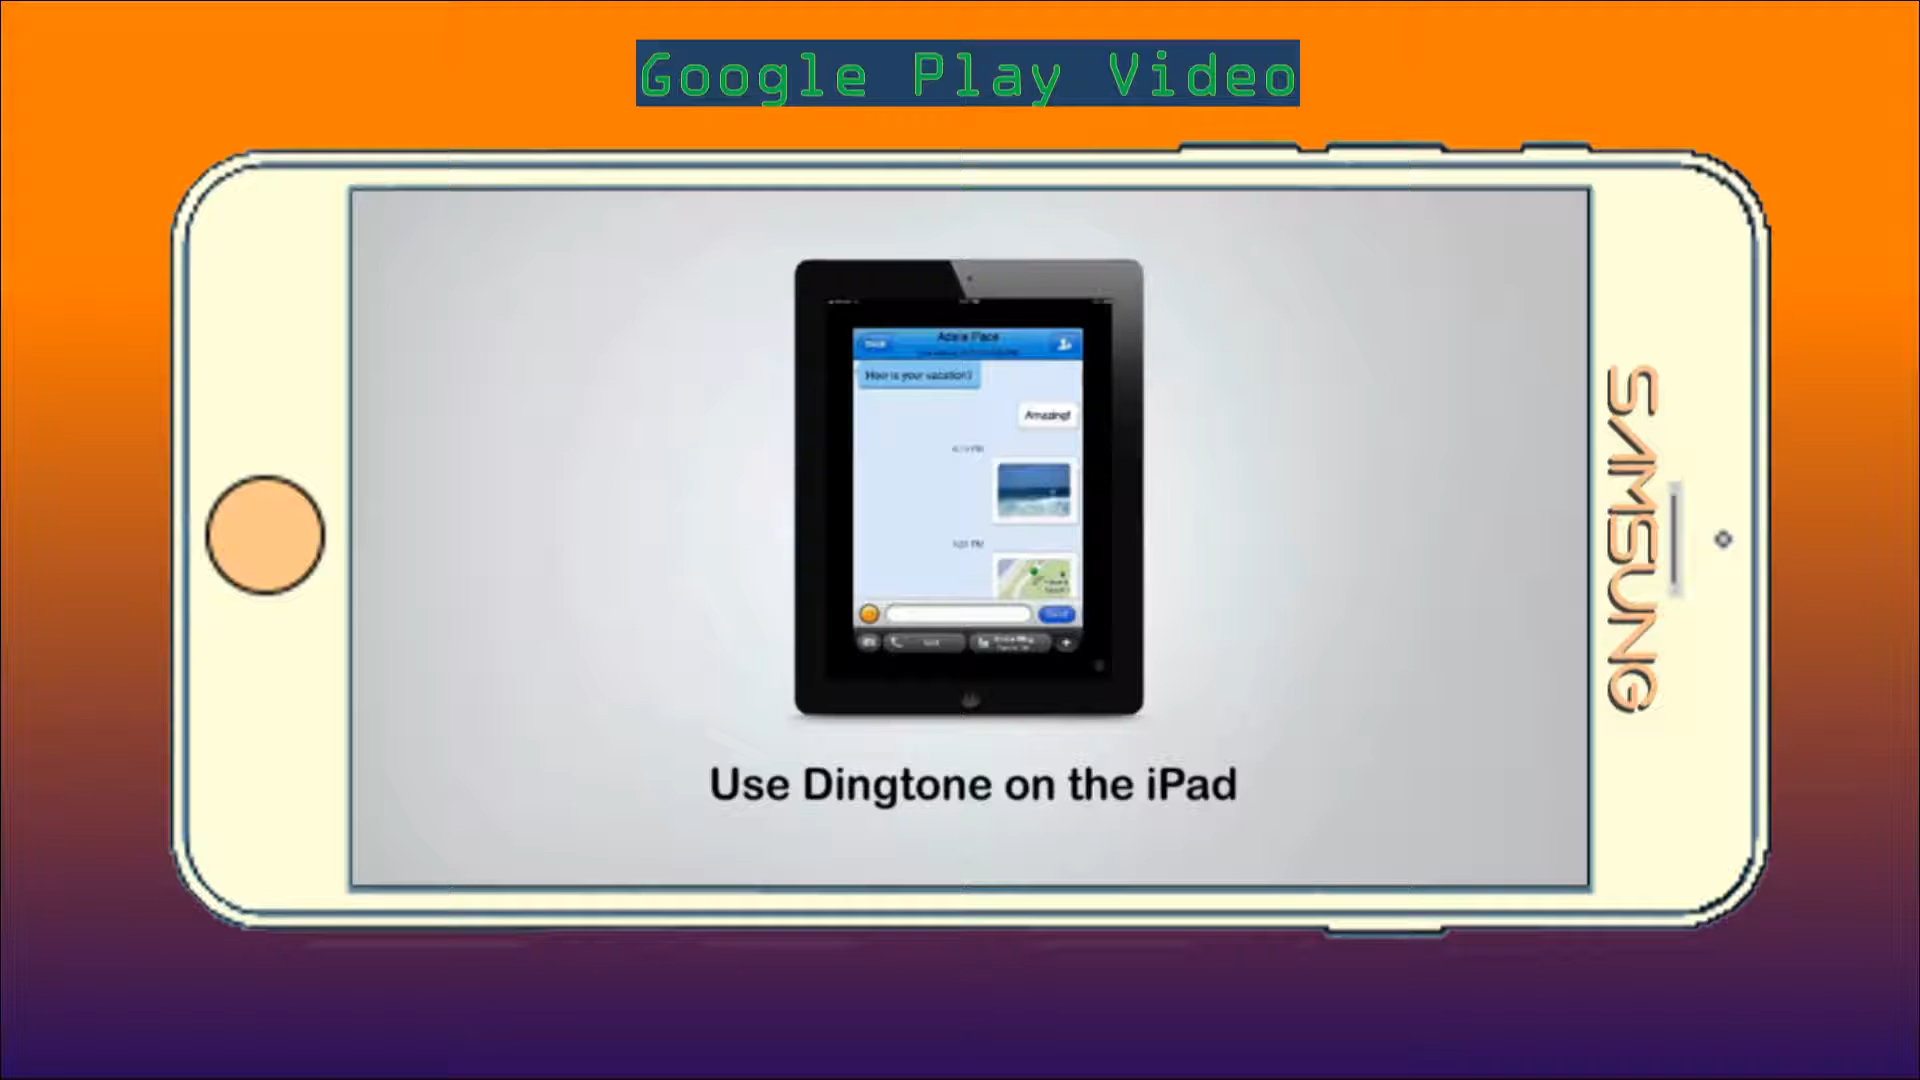 Google Play Video
How is your vacation?
Amazing!
SAMSUNG
Use Dingtone on the iPad